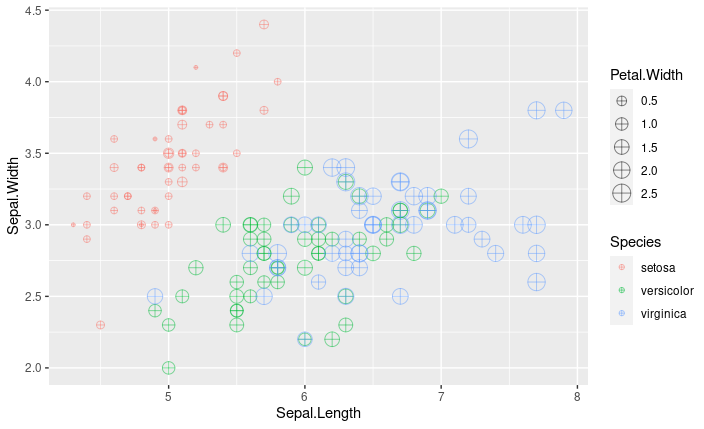 4.5
4.0
3.5
3.0
2.5
2.0
Sepal.Width
5 6 7 8
Sepal.Length
Petal.Width
0.5
1.0
1.5
2.0
2.5
Species
setosa
versicolor
virginica